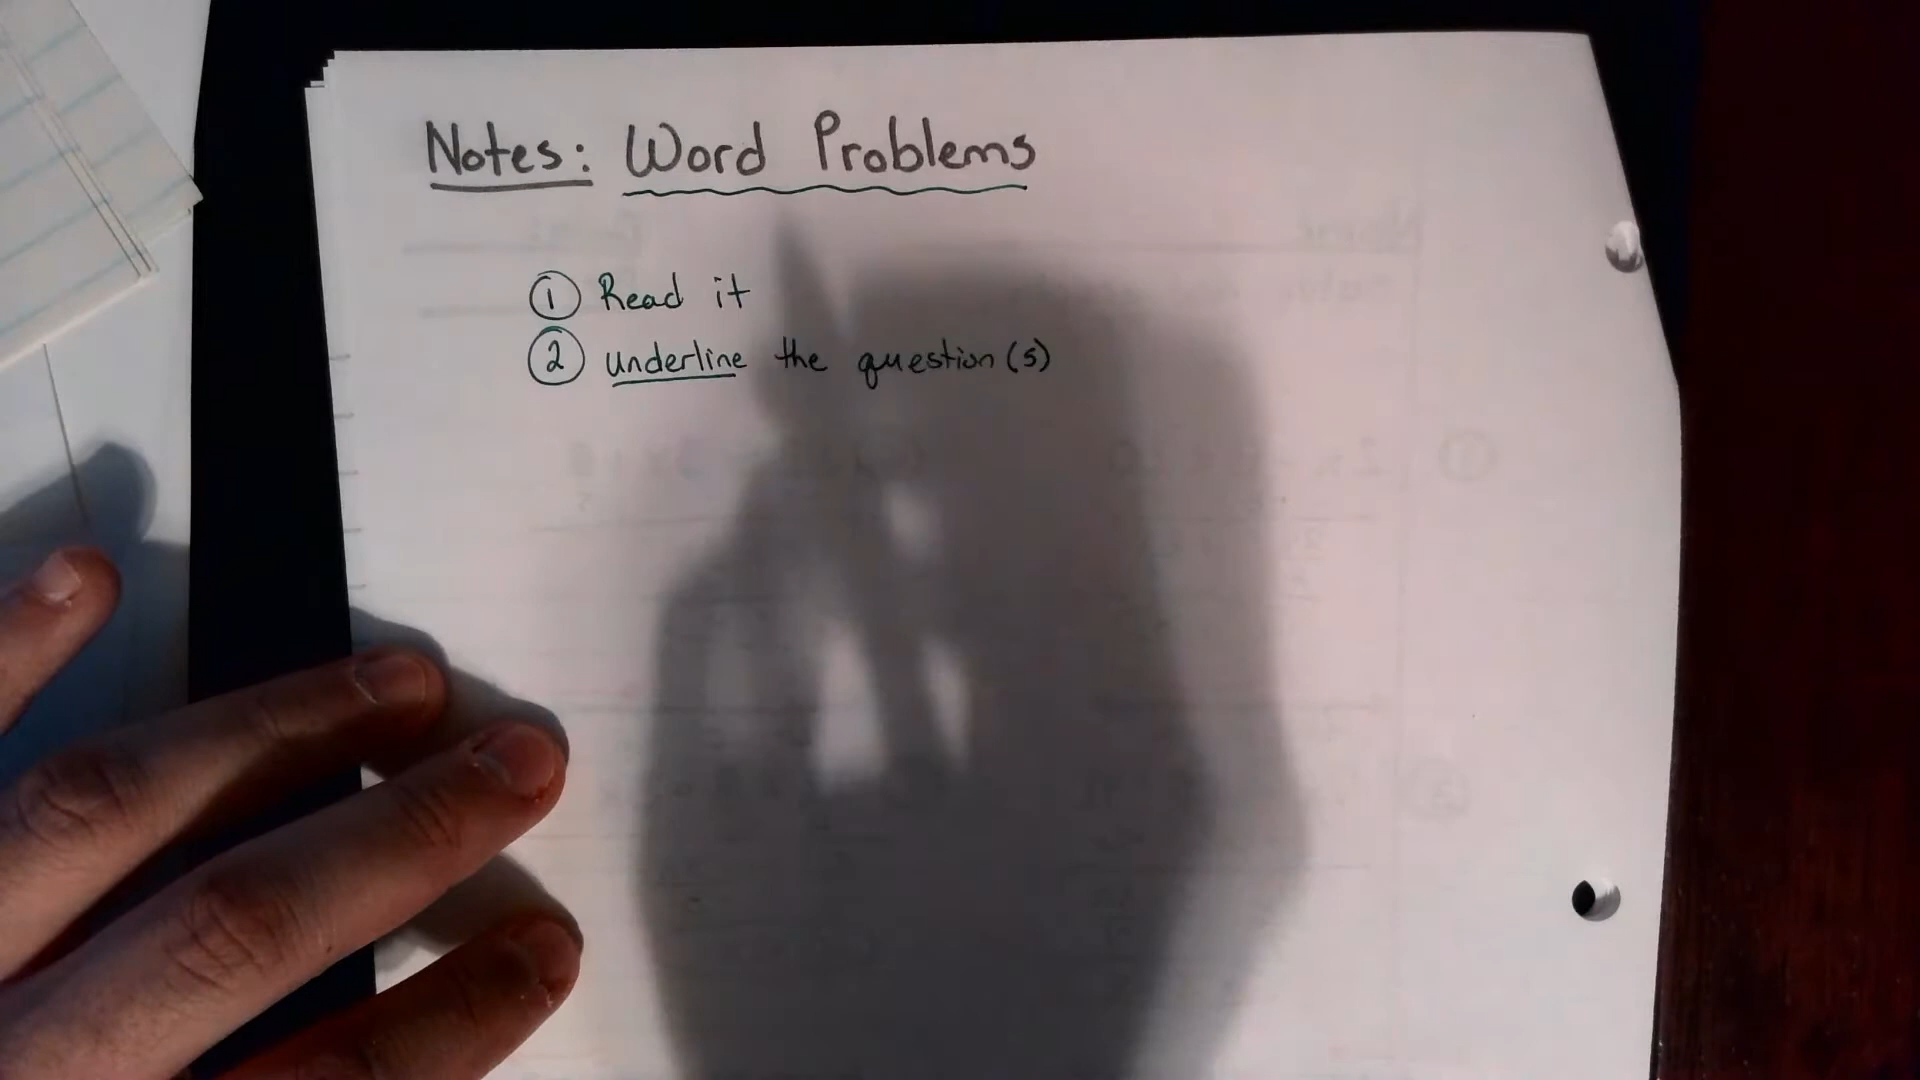 Notes: Word Problems
① Read it
② underline the question(s)